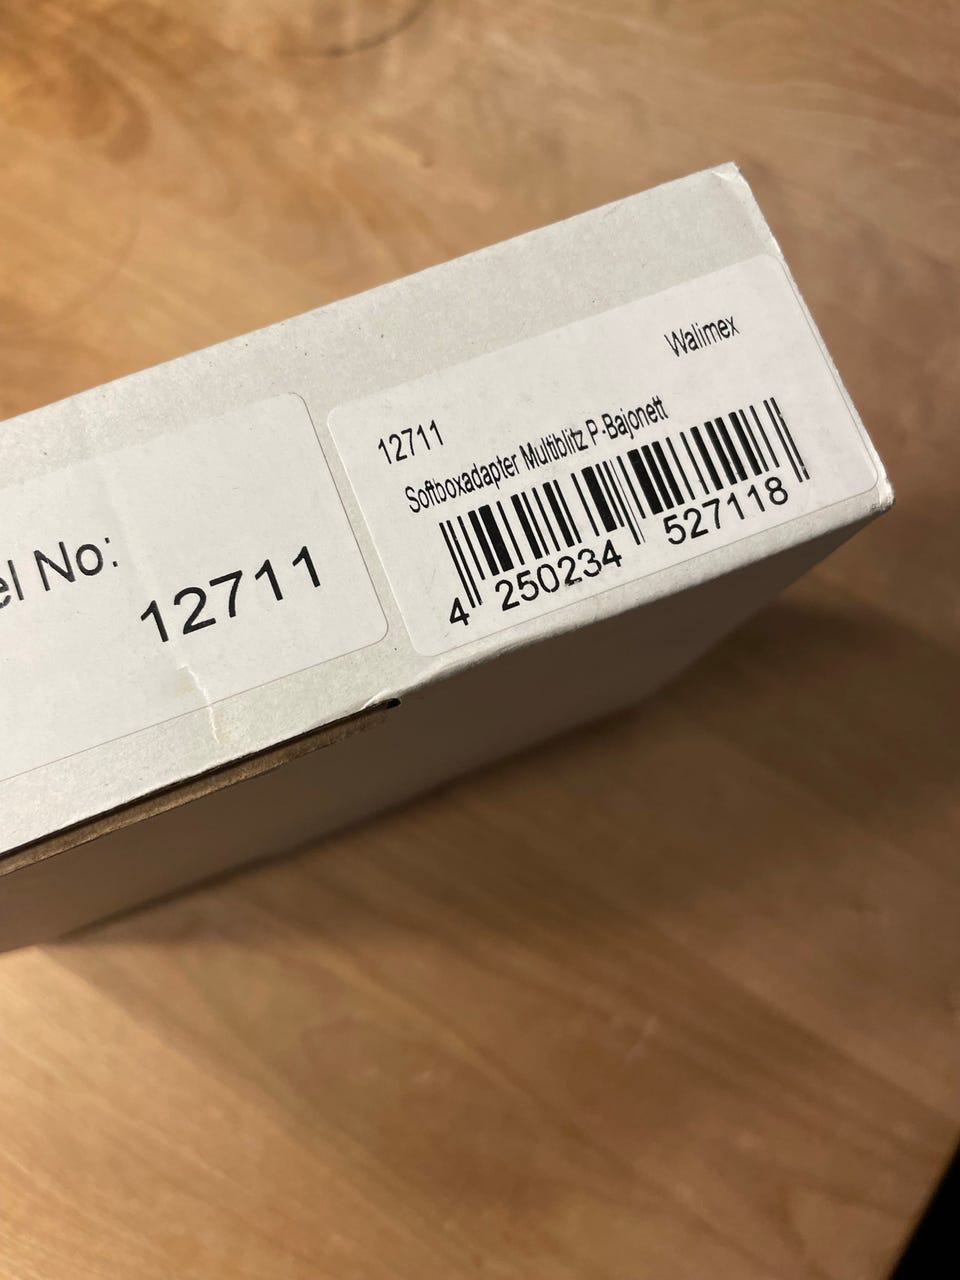 el No:
12711
Walimex
12711
Softboxadapter Multiblitz P-Bajonett
4 250234 527118